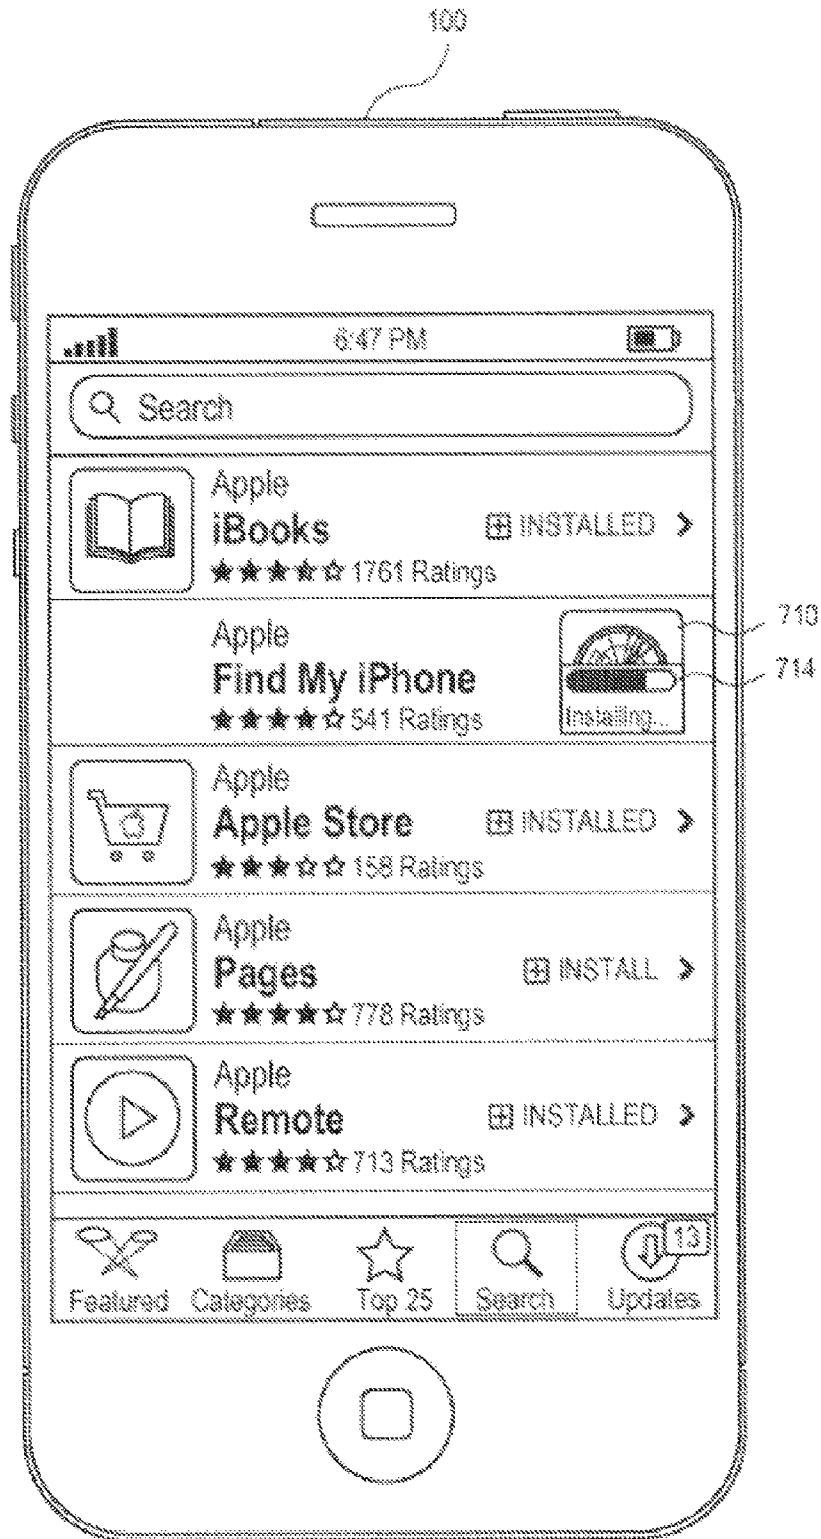 100
6:47 PM
Search
Apple
iBooks
INSTALLED
1761 Ratings
Apple
Find My iPhone
541 Ratings
Installing...
710
714
Apple
Apple Store
INSTALLED
158 Ratings
Apple
Pages
INSTALL
778 Ratings
Apple
Remote
INSTALLED
713 Ratings
13
Featured Categories Top 25 Search Updates